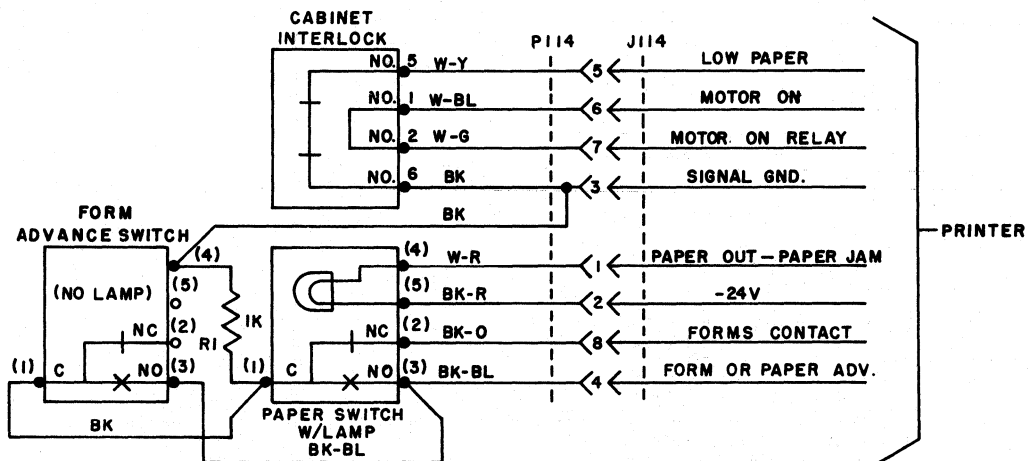 CABINET
INTERLOCK
P114 J114
NO. 5 W-Y 5 LOW PAPER
NO. 1 W-BL 6 MOTOR ON
NO. 2 W-G 7 MOTOR ON RELAY
NO. 6 BK 3 SIGNAL GND.
BK
FORM
ADVANCE SWITCH
PRINTER
(4) (4) W-R 1 PAPER OUT-PAPER JAM
(NO LAMP) (5) (5) BK-R 2 -24V
1K
NC (2) R1 NC (2) BK-O 8 FORMS CONTACT
(1) C NO (3) (1) C NO (3) BK-BL 4 FORM OR PAPER ADV.
BK
PAPER SWITCH
W/LAMP
BK-BL